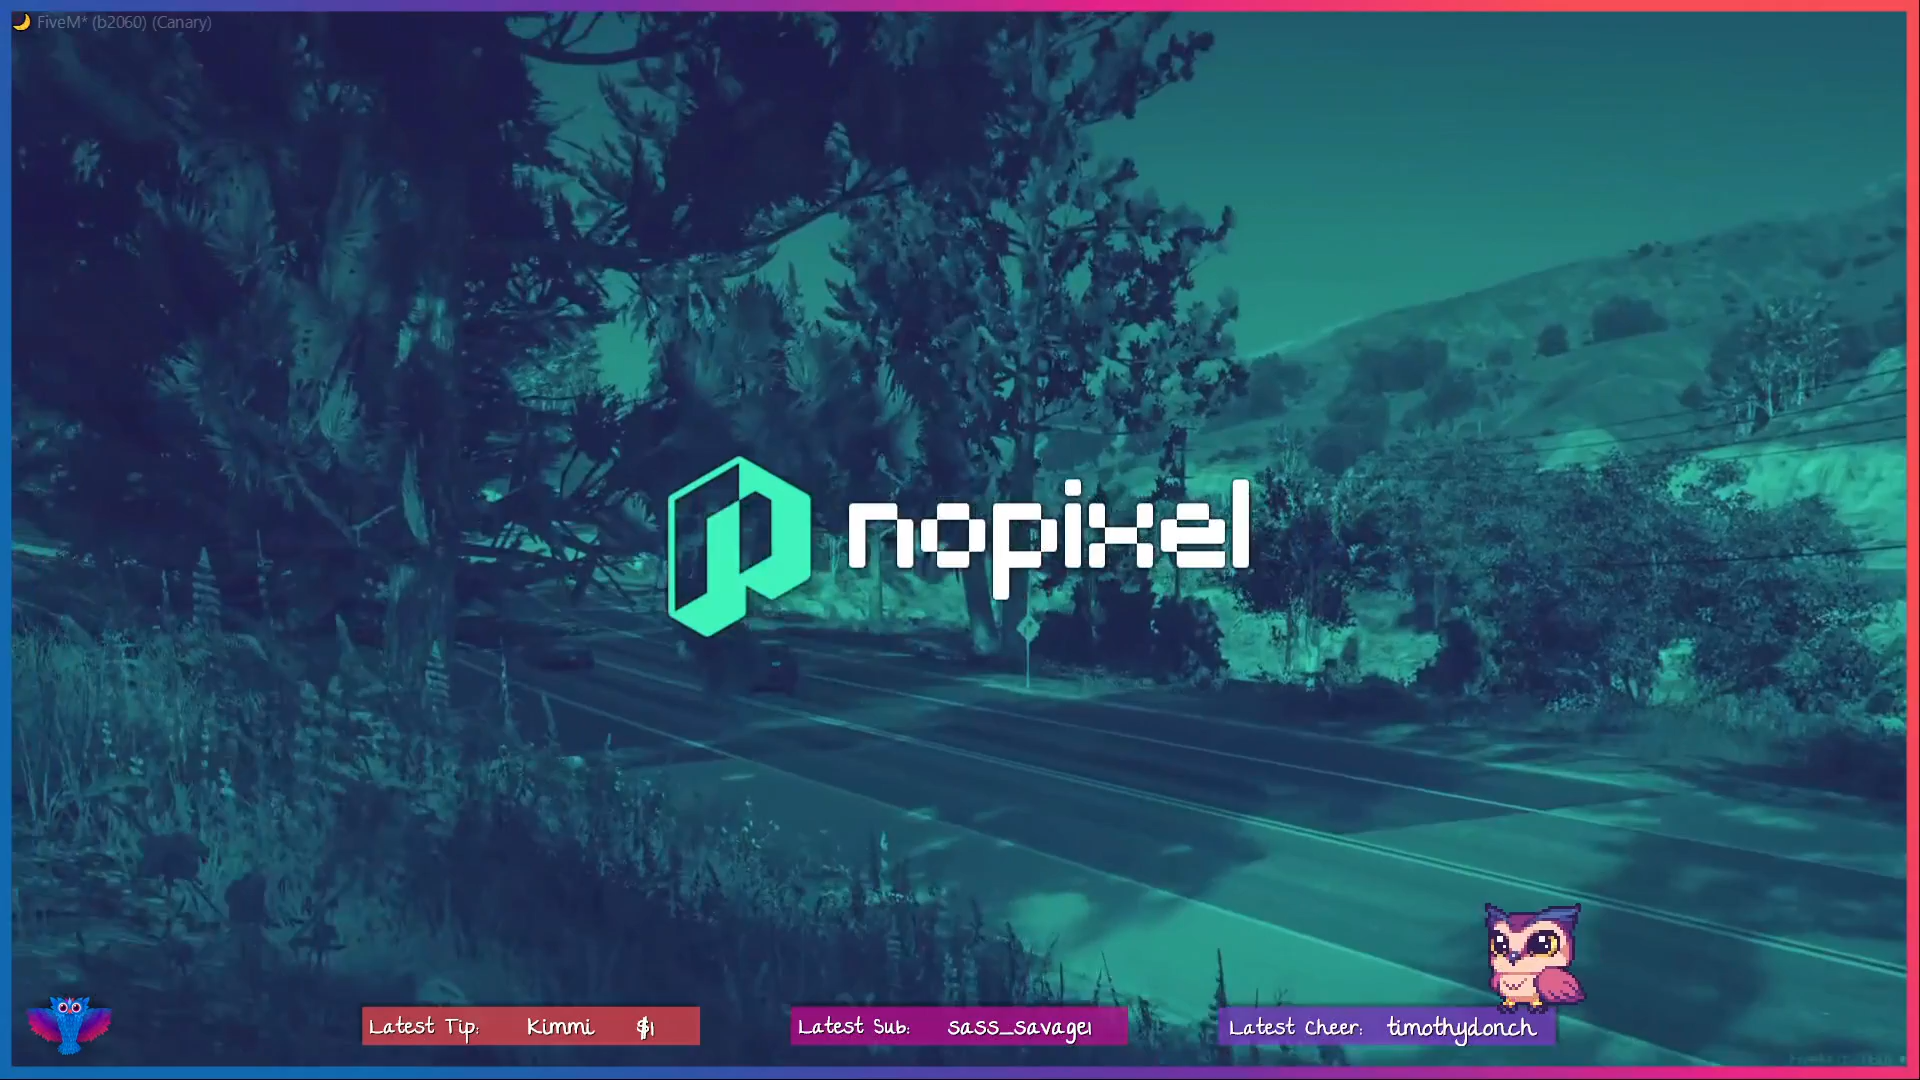 FiveM* (b2060) (Canary)
nopixel
Latest Tip: Kimmi $1
Latest Sub: sass_savage1
Latest Cheer: timothydonch